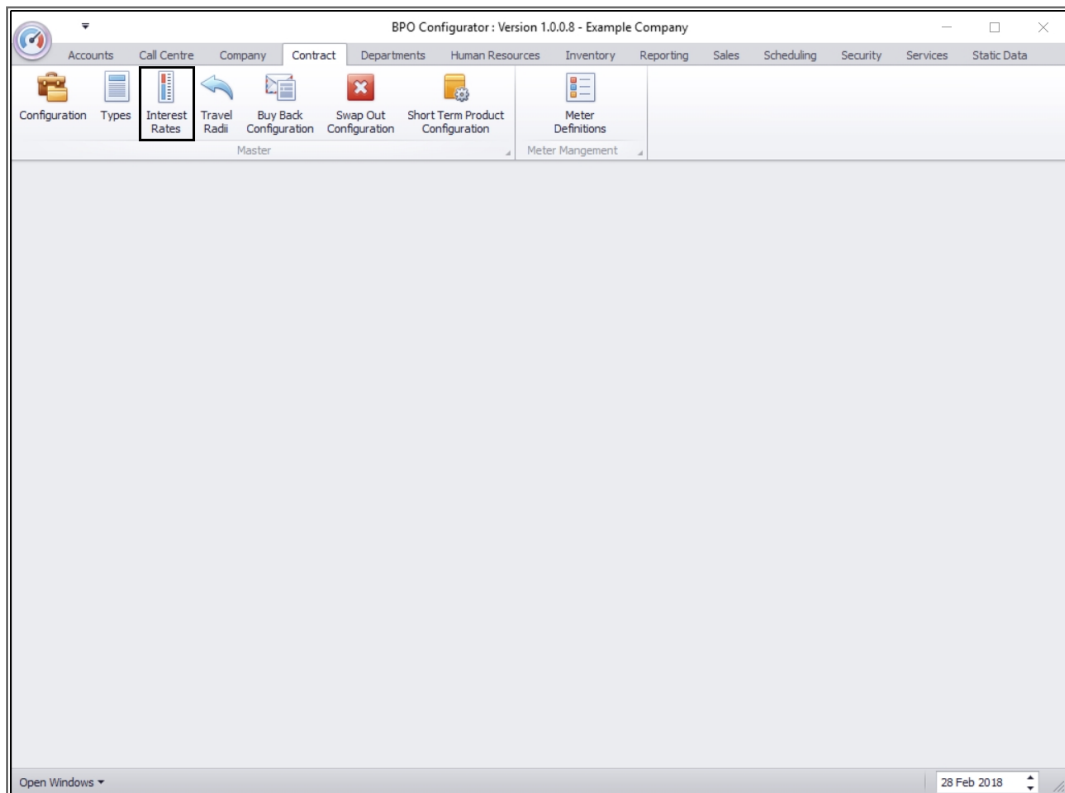 BPO Configurator : Version 1.0.0.8 - Example Company
Accounts Call Centre Company Contract Departments Human Resources Inventory Reporting Sales Scheduling Security Services Static Data
Configuration Types Interest Travel Buy Back Swap Out Short Term Product Meter
Rates Radii Configuration Configuration Configuration Definitions
Master Meter Mangement
Open Windows 28 Feb 2018